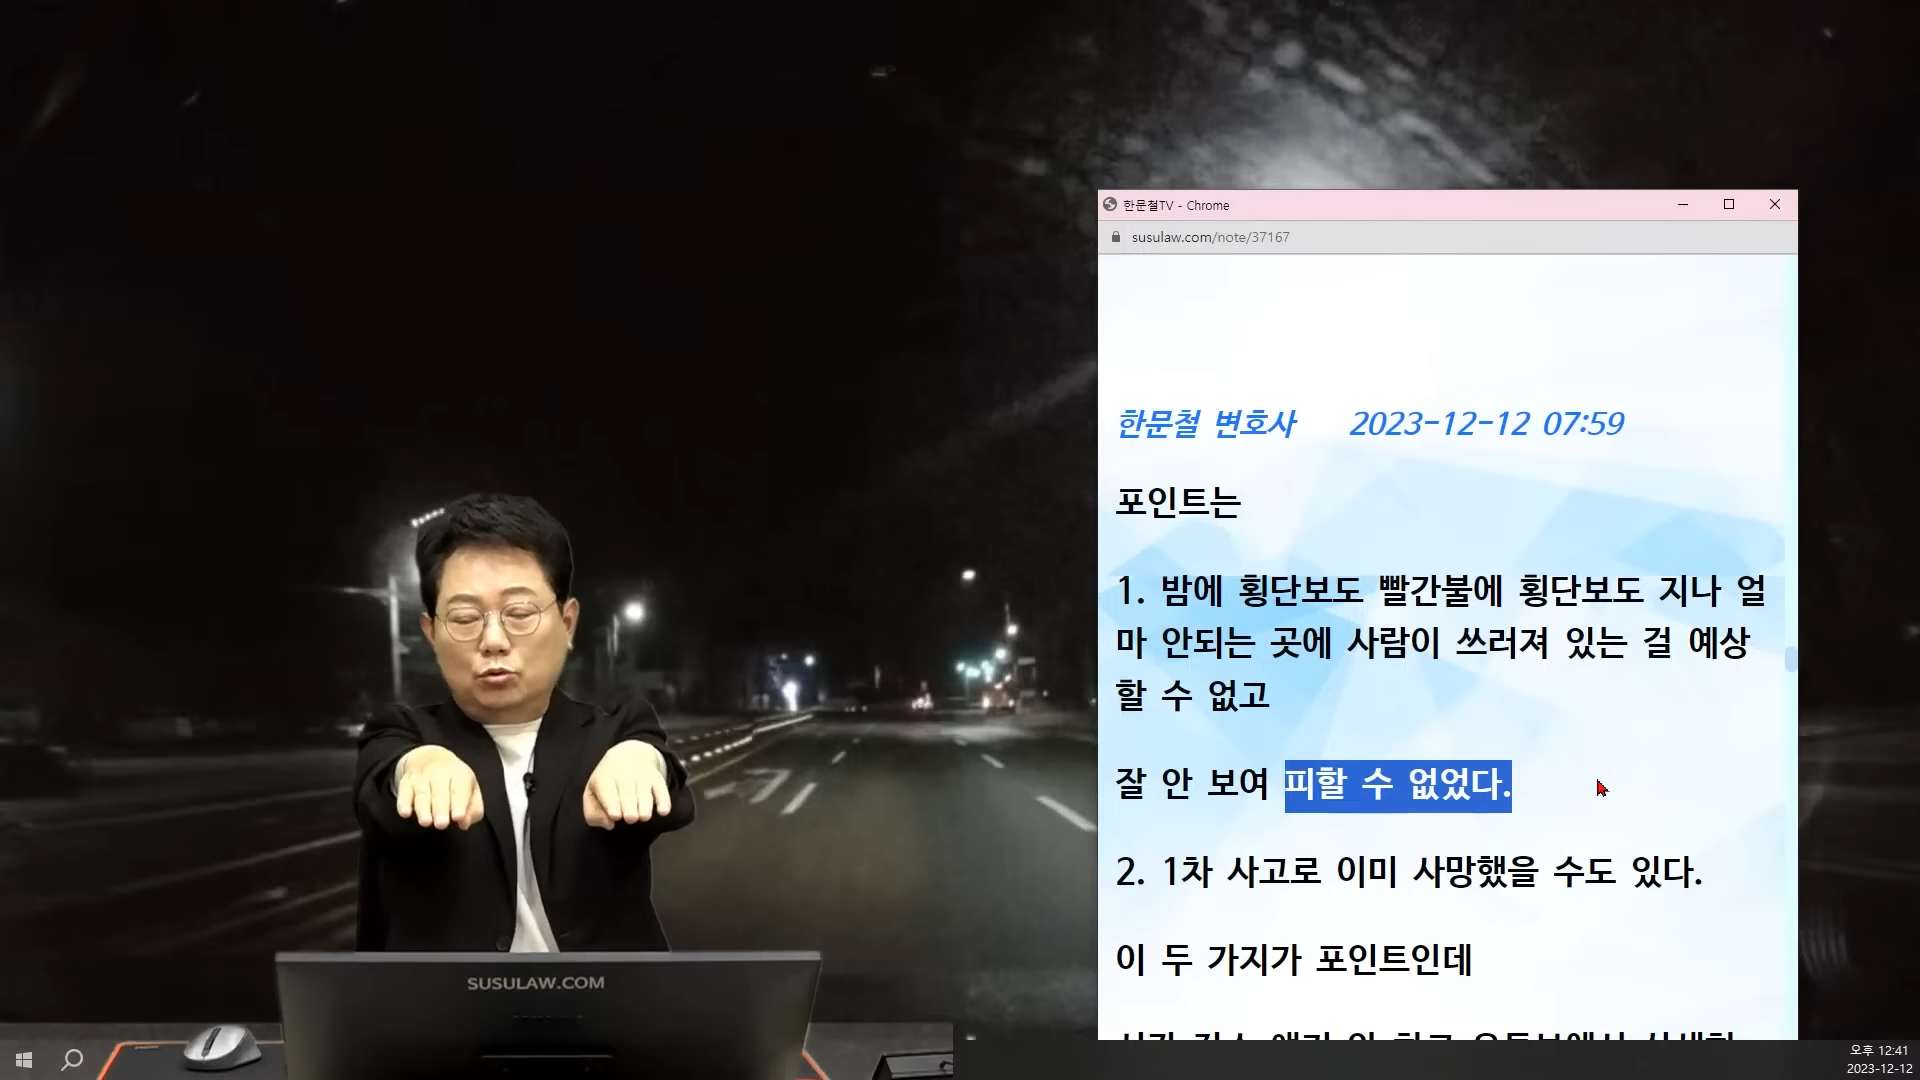 한문철TV - Chrome
susulaw.com/note/37167
한문철 변호사 2023-12-12 07:59
포인트는
1. 밤에 횡단보도 빨간불에 횡단보도 지나 얼
마 안되는 곳에 사람이 쓰러져 있는 걸 예상
할 수 없고
잘 안 보여 피할 수 없었다.
2. 1차 사고로 이미 사망했을 수도 있다.
이 두 가지가 포인트인데
SUSULAW.COM
오후 12:41
2023-12-12